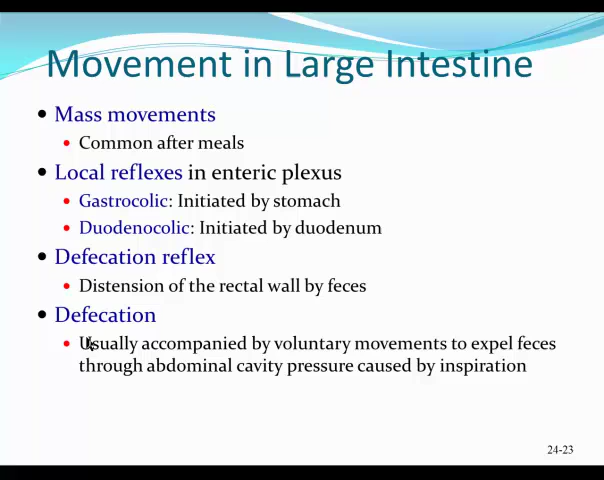 Movement in Large Intestine
• Mass movements
• Common after meals
• Local reflexes in enteric plexus
• Gastrocolic: Initiated by stomach
• Duodenocolic: Initiated by duodenum
• Defecation reflex
• Distension of the rectal wall by feces
• Defecation
• Usually accompanied by voluntary movements to expel feces
through abdominal cavity pressure caused by inspiration
24-23